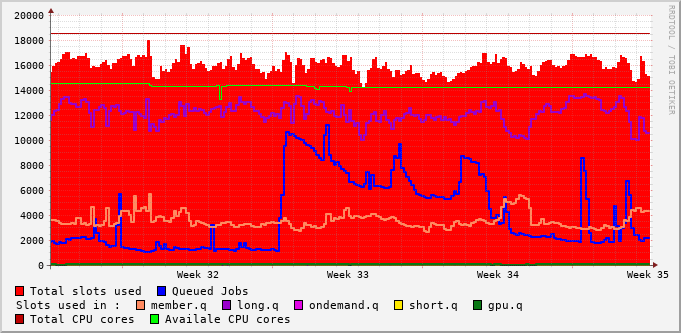 20000
18000
16000
14000
12000
10000
8000
6000
4000
2000
0
Week 32 Week 33 Week 34 Week 35
Total slots used Queued Jobs
Slots used in : member.q long.q ondemand.q short.q gpu.q
Total CPU cores Availale CPU cores
RRDTOOL / TOBI OETIKER